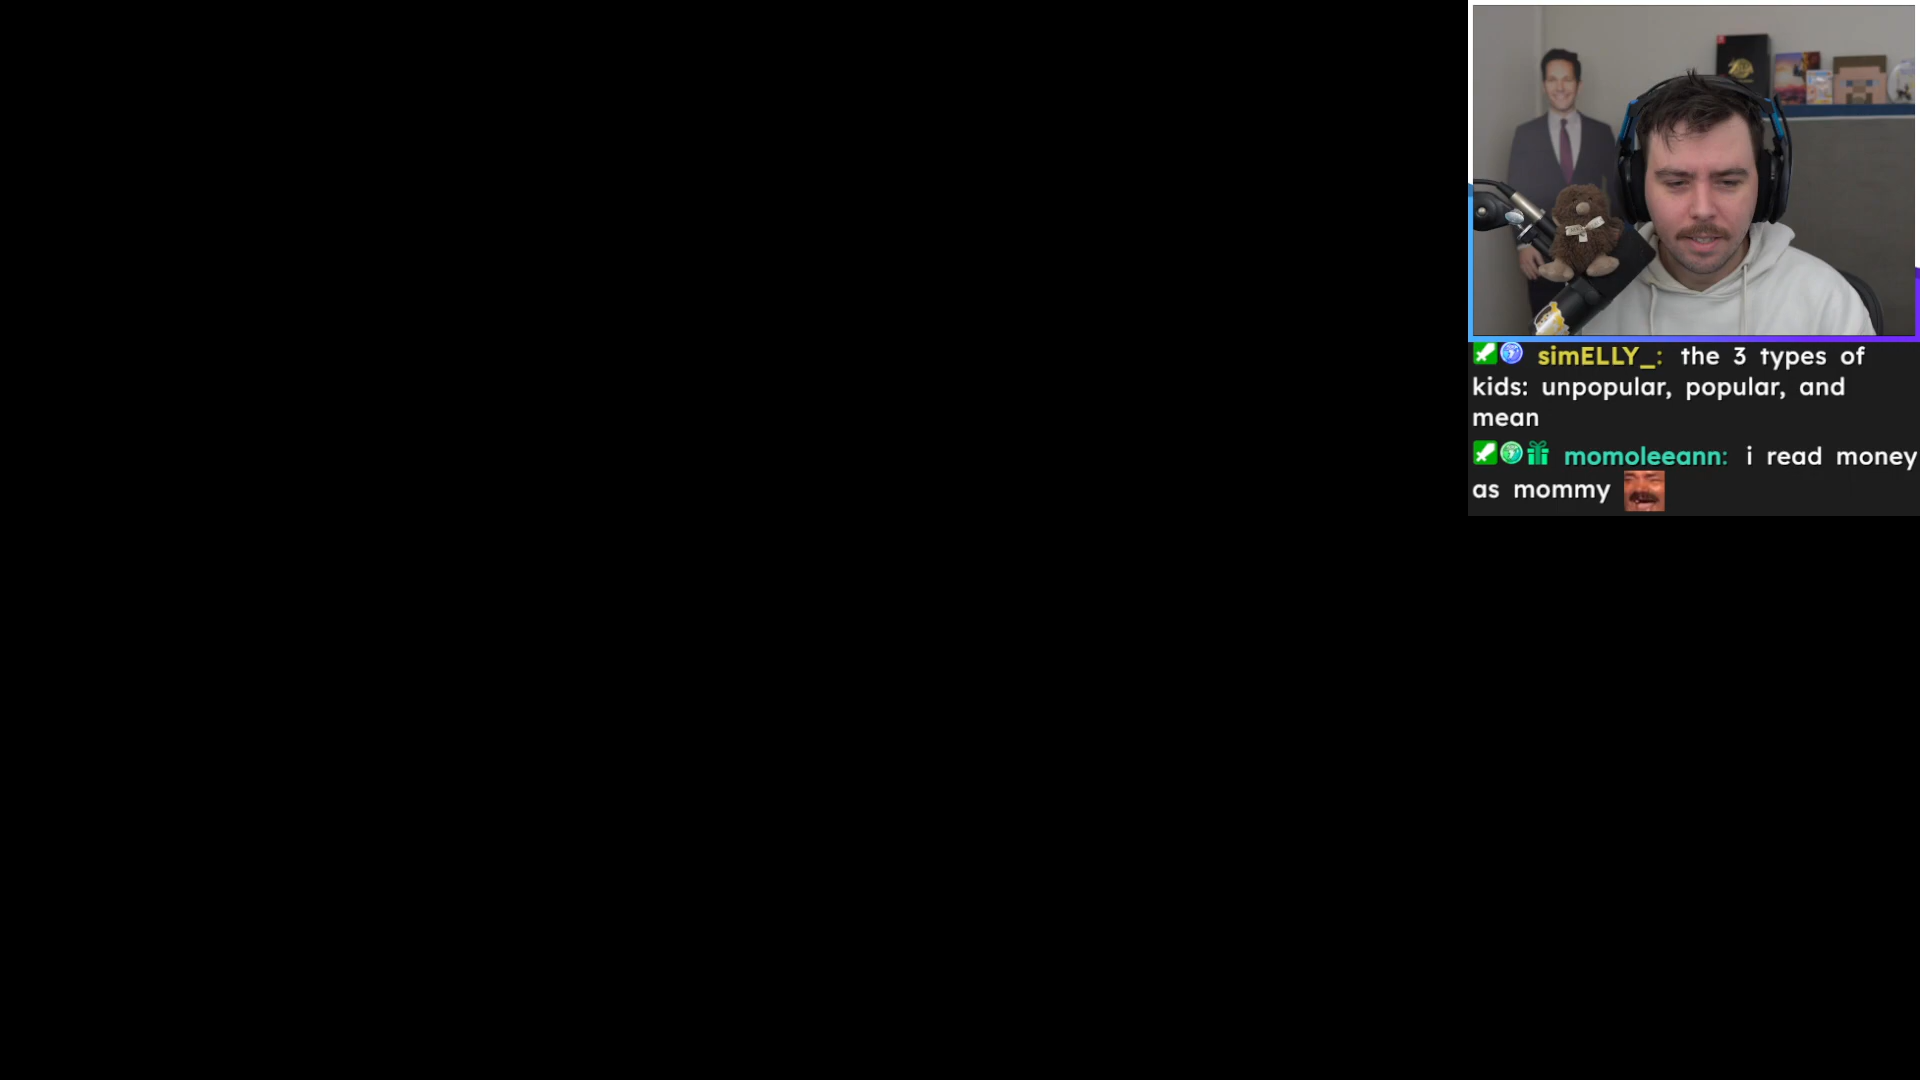 simELLY_: the 3 types of
kids: unpopular, popular, and
mean
momoleeann: i read money
as mommy